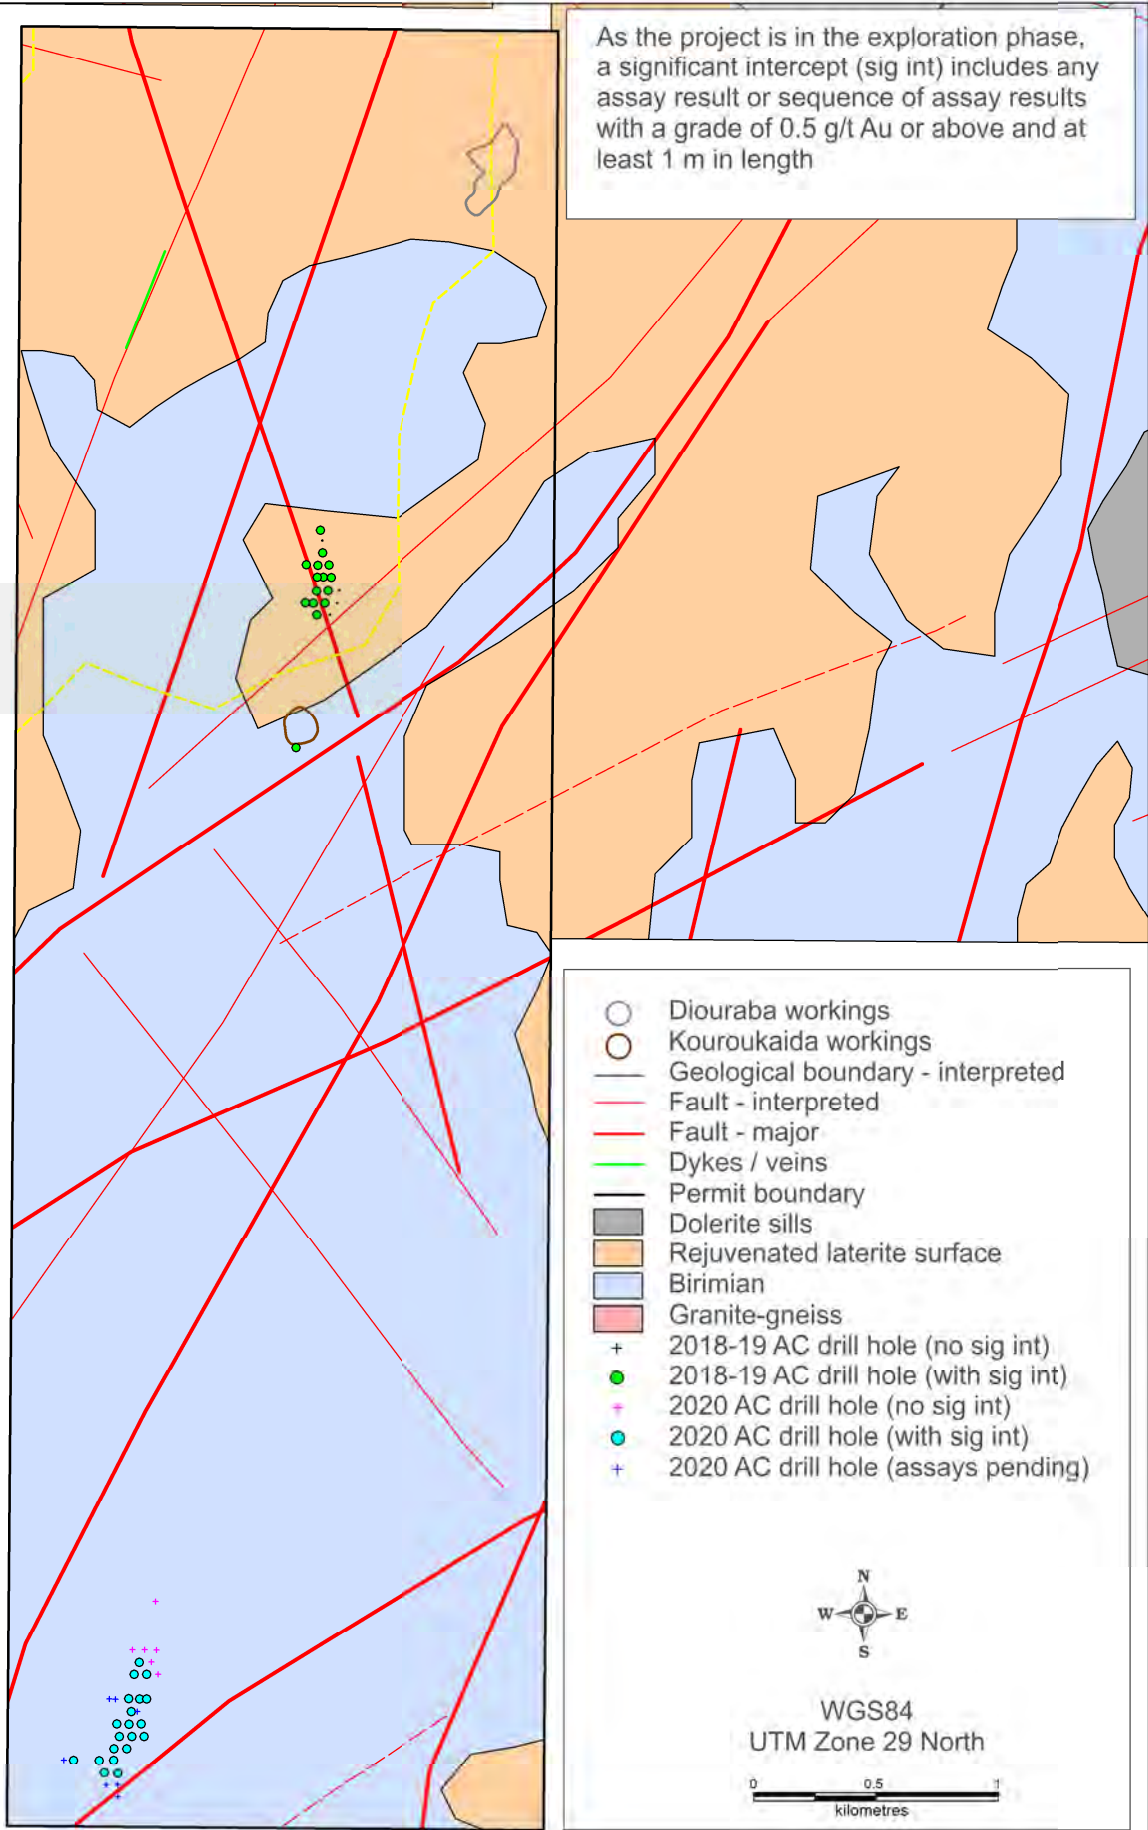 As the project is in the exploration phase,
a significant intercept (sig int) includes any
assay result or sequence of assay results
with a grade of 0.5 g/t Au or above and at
least 1 m in length
Diouraba workings
Kouroukaida workings
Geological boundary - interpreted
Fault - interpreted
Fault - major
Dykes / veins
Permit boundary
Dolerite sills
Rejuvenated laterite surface
Birimian
Granite-gneiss
2018-19 AC drill hole (no sig int)
2018-19 AC drill hole (with sig int)
2020 AC drill hole (no sig int)
2020 AC drill hole (with sig int)
2020 AC drill hole (assays pending)
N
W E
S
WGS84
UTM Zone 29 North
0 0.5 1
kilometres